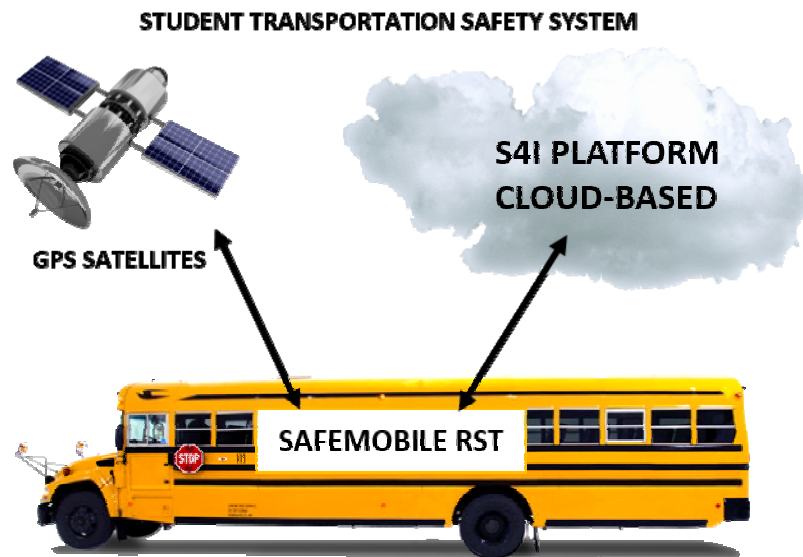 STUDENT TRANSPORTATION SAFETY SYSTEM
S4I PLATFORM
CLOUD-BASED
GPS SATELLITES
SAFEMOBILE RST
STOP